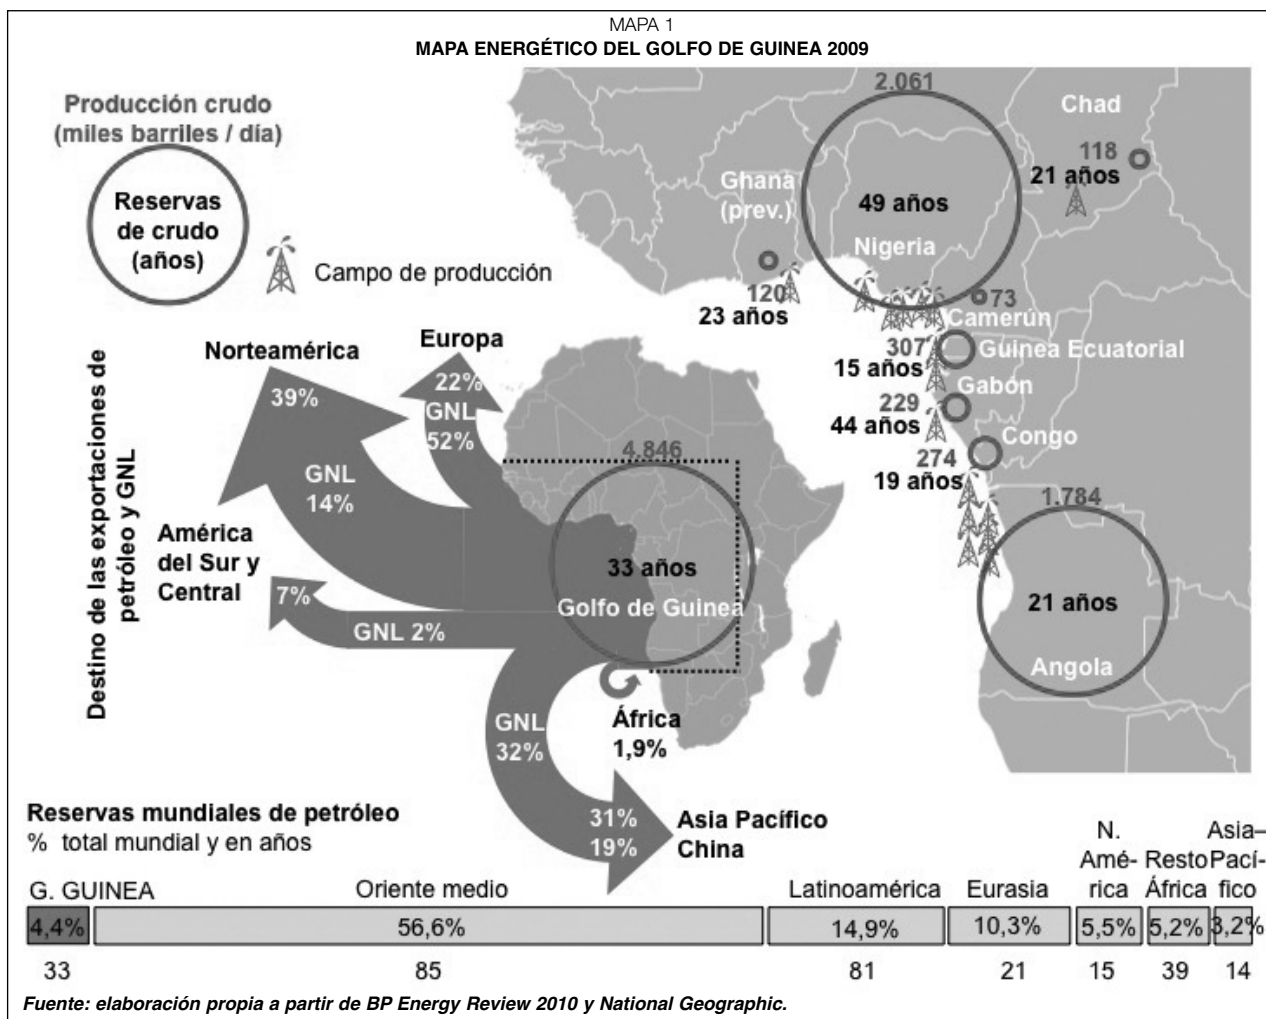 MAPA 1
MAPA ENERGÉTICO DEL GOLFO DE GUINEA 2009
Producción crudo
(miles barriles / día)
Reservas
de crudo
(años)
Campo de producción
2.061
49 años
Nigeria
Chad
118
21 años
Ghana
(prev.)
120
23 años
73
Camerún
307
15 años
Guinea Ecuatorial
Gabón
229
44 años
Congo
274
19 años
1.784
21 años
Angola
Destino de las exportaciones de
petróleo y GNL
Norteamérica
39%
GNL
14%
Europa
22%
GNL
52%
América
del Sur y
Central
7%
GNL 2%
4.846
33 años
Golfo de Guinea
África
1,9%
GNL
32%
31%
19%
Asia Pacífico
China
Reservas mundiales de petróleo
% total mundial y en años
G. GUINEA
Oriente medio
Latinoamérica
Eurasia
N.
Amé-
rica
Resto
África
Asia–
Pací-
fico
4,4%
56,6%
14,9%
10,3%
5,5%
5,2%
3,2%
33
85
81
21
15
39
14
Fuente: elaboración propia a partir de BP Energy Review 2010 y National Geographic.